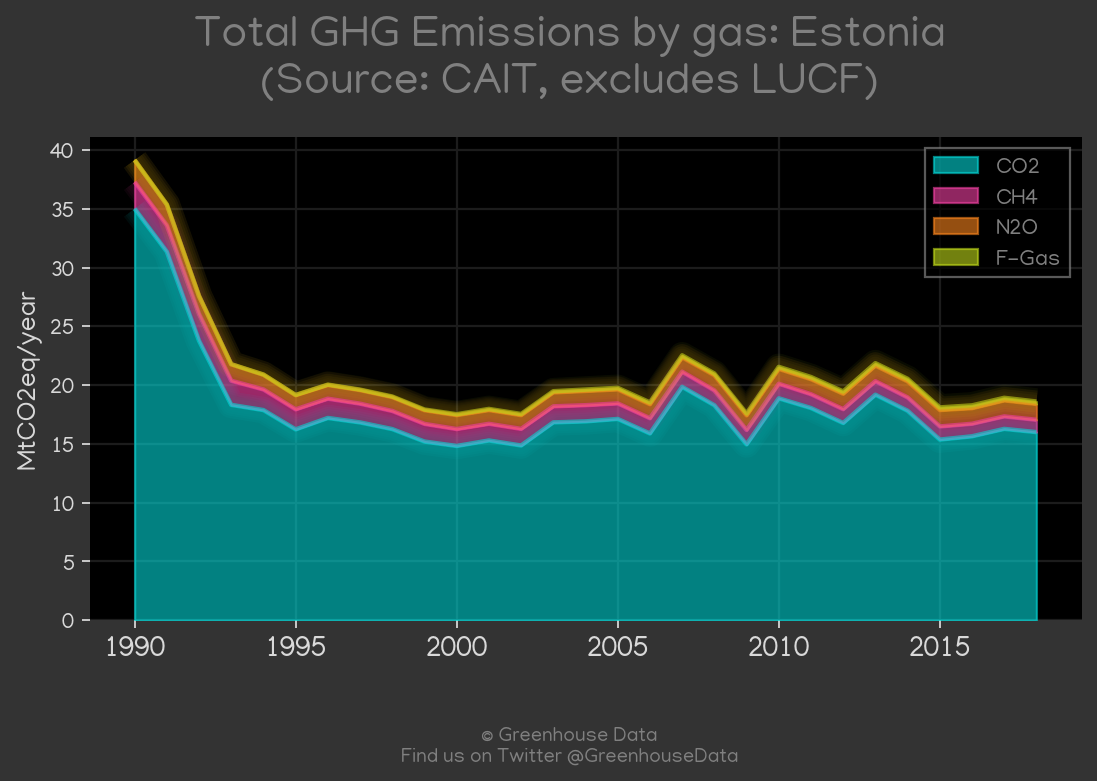 Total GHG Emissions by gas: Estonia
(Source: CAIT, excludes LUCF)
40
35
30
25
20
15
10
5
0
MtCO2eq/year
CO2
CH4
N2O
F-Gas
1990 1995 2000 2005 2010 2015
© Greenhouse Data
Find us on Twitter @GreenhouseData